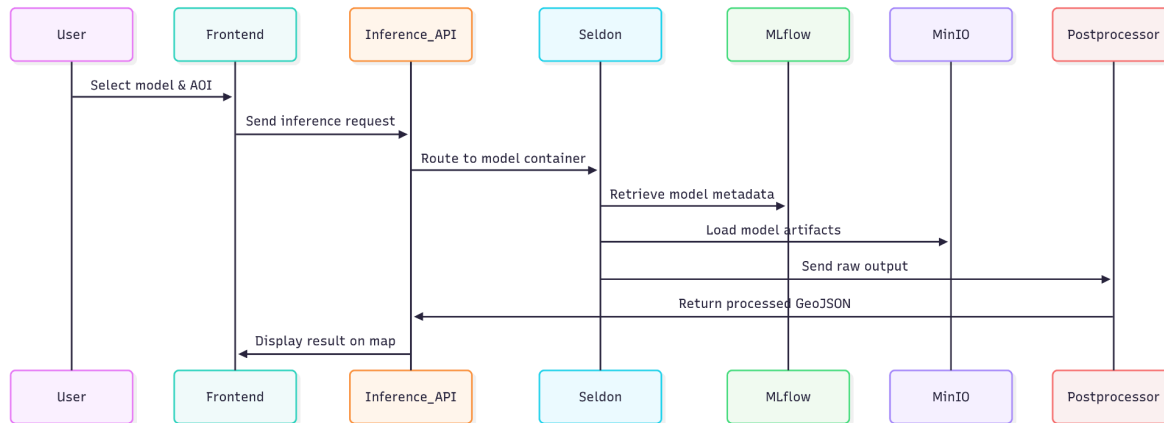 User
Frontend
Inference_API
Seldon
MLflow
MinIO
Postprocessor
Select model & AOI
Send inference request
Route to model container
Retrieve model metadata
Load model artifacts
Send raw output
Return processed GeoJSON
Display result on map
User
Frontend
Inference_API
Seldon
MLflow
MinIO
Postprocessor